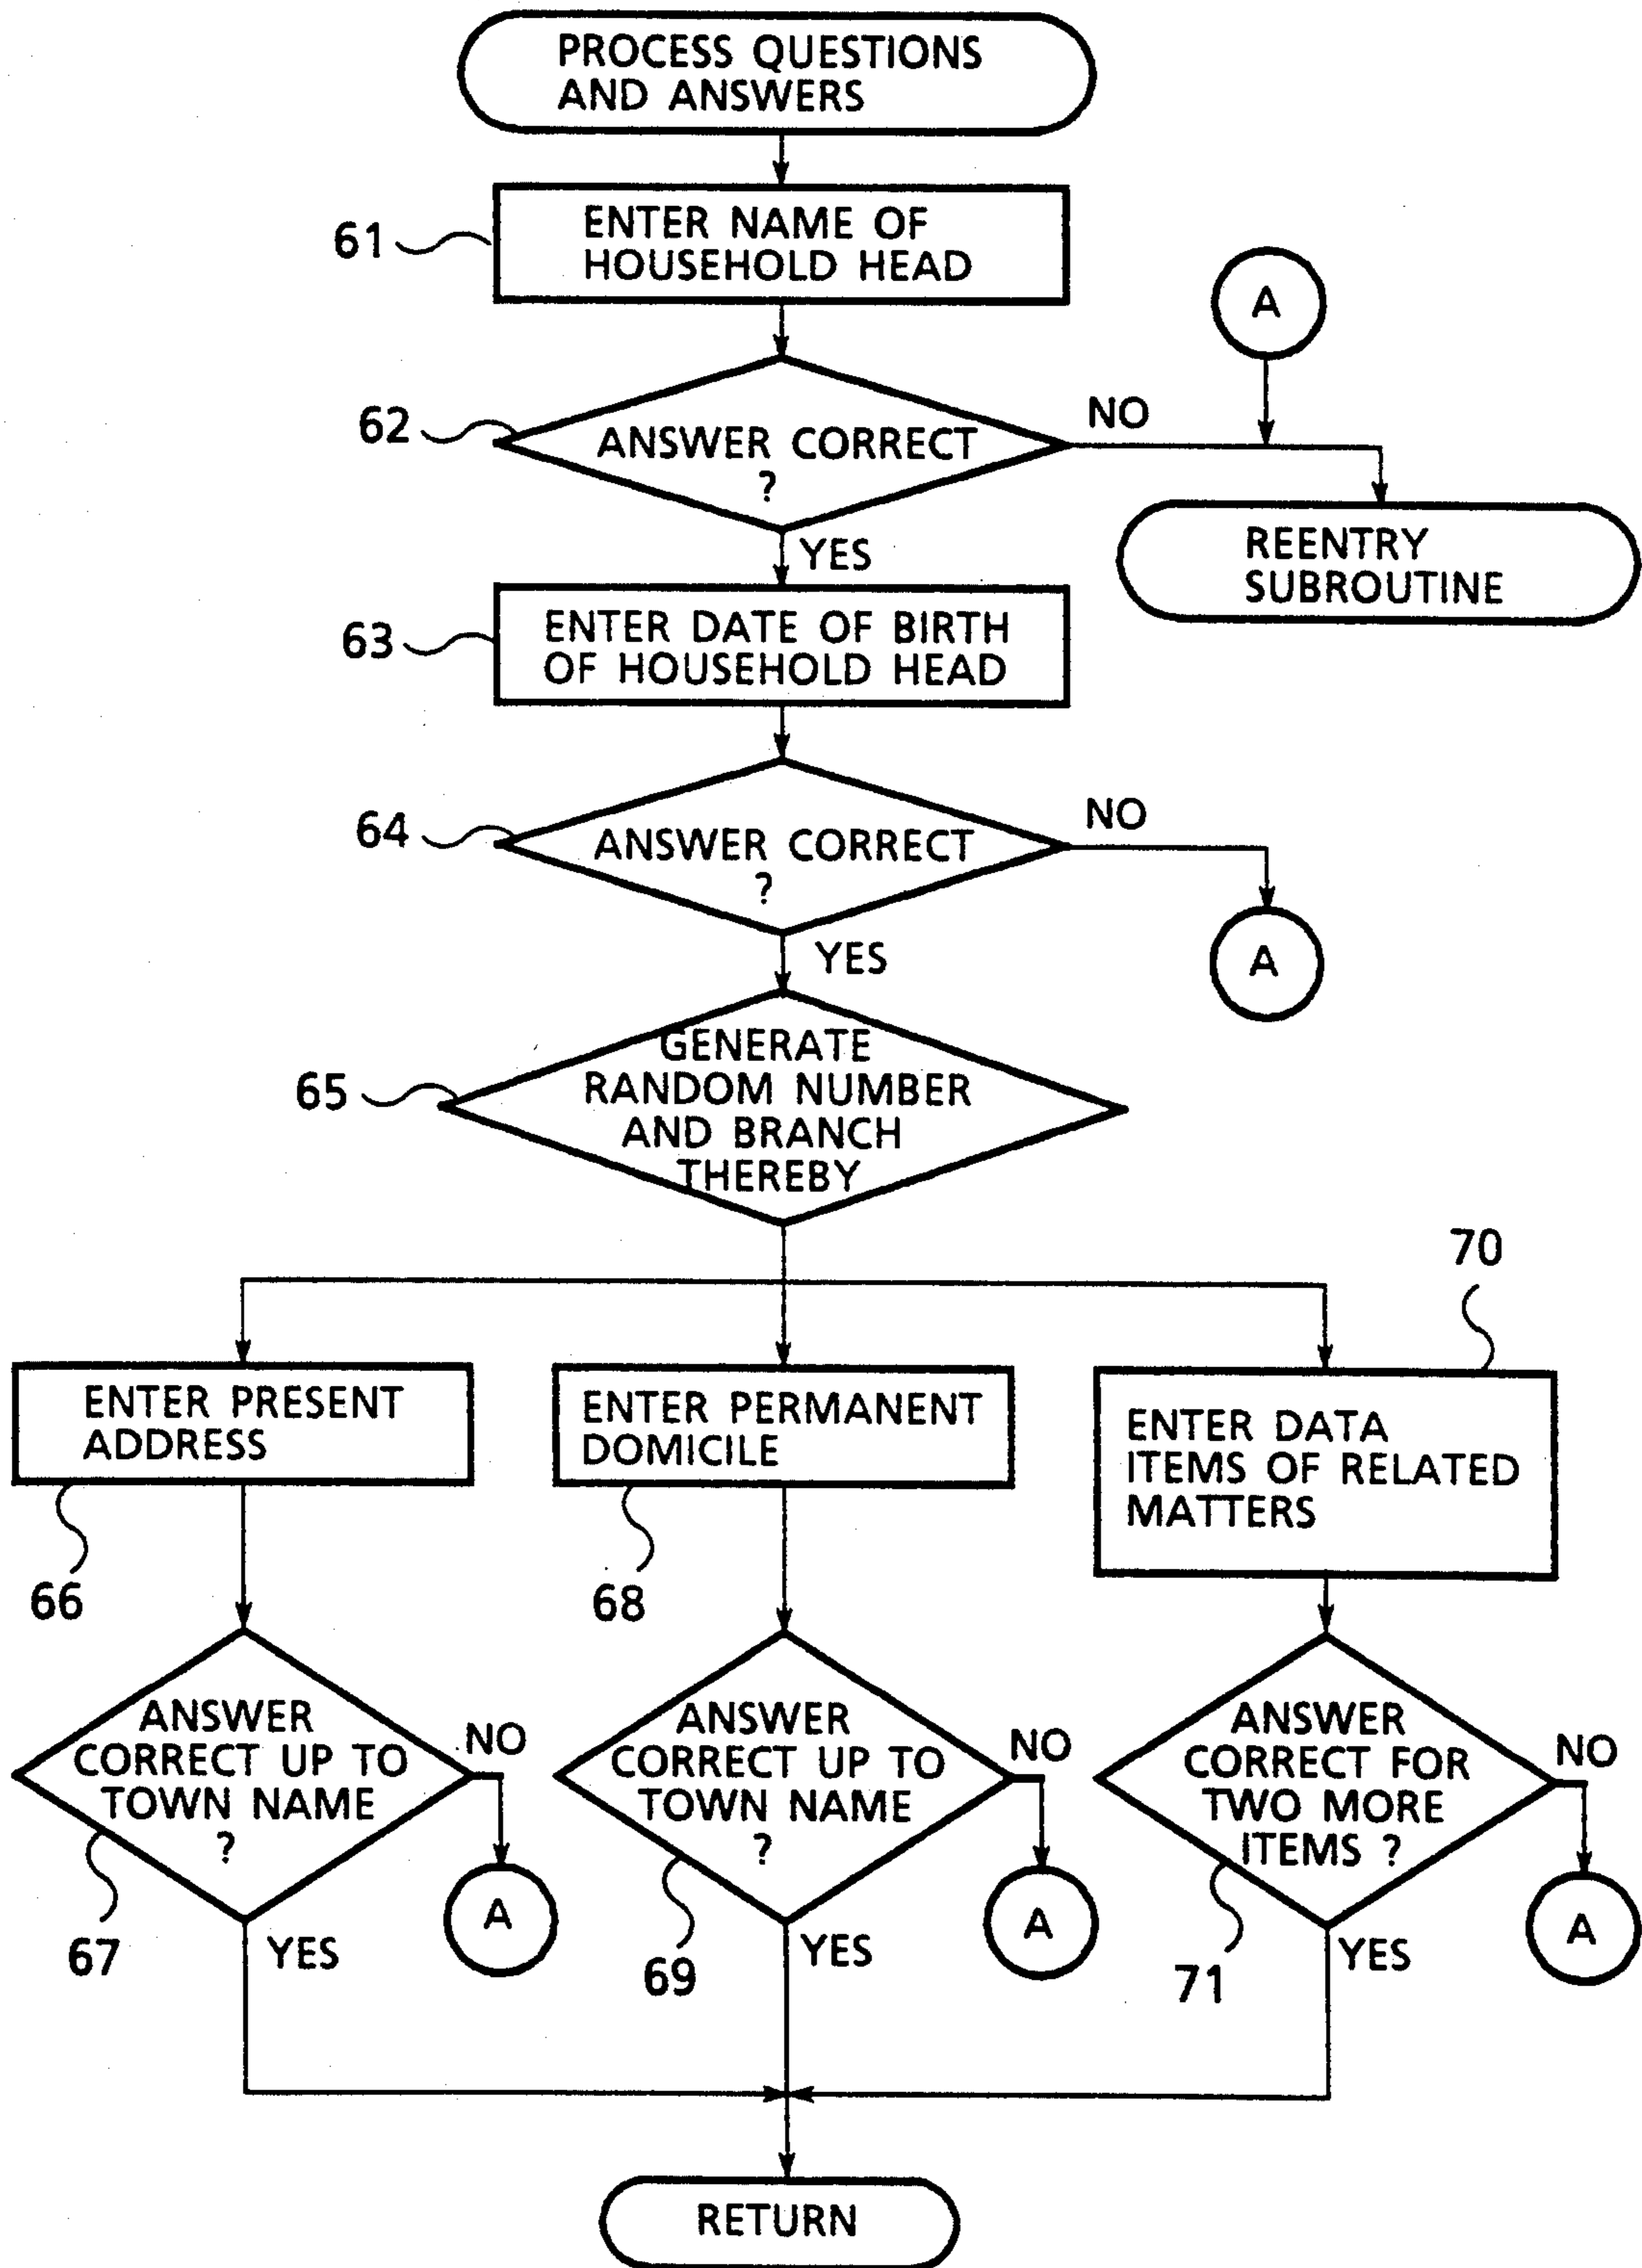 PROCESS QUESTIONS
AND ANSWERS
61
ENTER NAME OF
HOUSEHOLD HEAD
A
62
ANSWER CORRECT
?
NO
YES
REENTRY
SUBROUTINE
63
ENTER DATE OF BIRTH
OF HOUSEHOLD HEAD
64
ANSWER CORRECT
?
NO
A
YES
65
GENERATE
RANDOM NUMBER
AND BRANCH
THEREBY
70
ENTER PRESENT
ADDRESS
66
ENTER PERMANENT
DOMICILE
68
ENTER DATA
ITEMS OF RELATED
MATTERS
ANSWER
CORRECT UP TO
TOWN NAME
?
NO
A
67
YES
ANSWER
CORRECT UP TO
TOWN NAME
?
NO
A
69
YES
ANSWER
CORRECT FOR
TWO MORE
ITEMS ?
NO
A
71
YES
RETURN